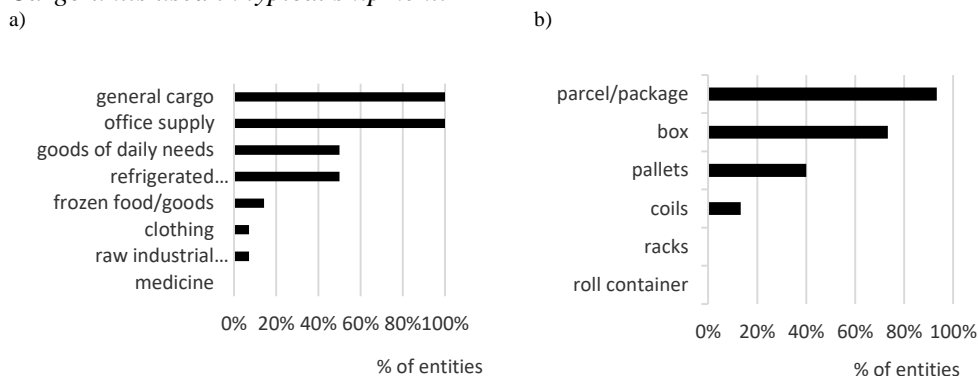 a)
b)
general cargo
office supply
goods of daily needs
refrigerated…
frozen food/goods
clothing
raw industrial…
medicine
0% 20% 40% 60% 80%100%
% of entities
parcel/package
box
pallets
coils
racks
roll container
0% 20% 40% 60% 80% 100%
% of entities